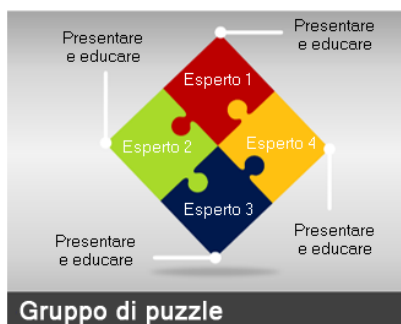 Presentare
e educare
Presentare
e educare
Esperto 1
Esperto 2
Esperto 4
Esperto 3
Presentare
e educare
Presentare
e educare
Gruppo di puzzle